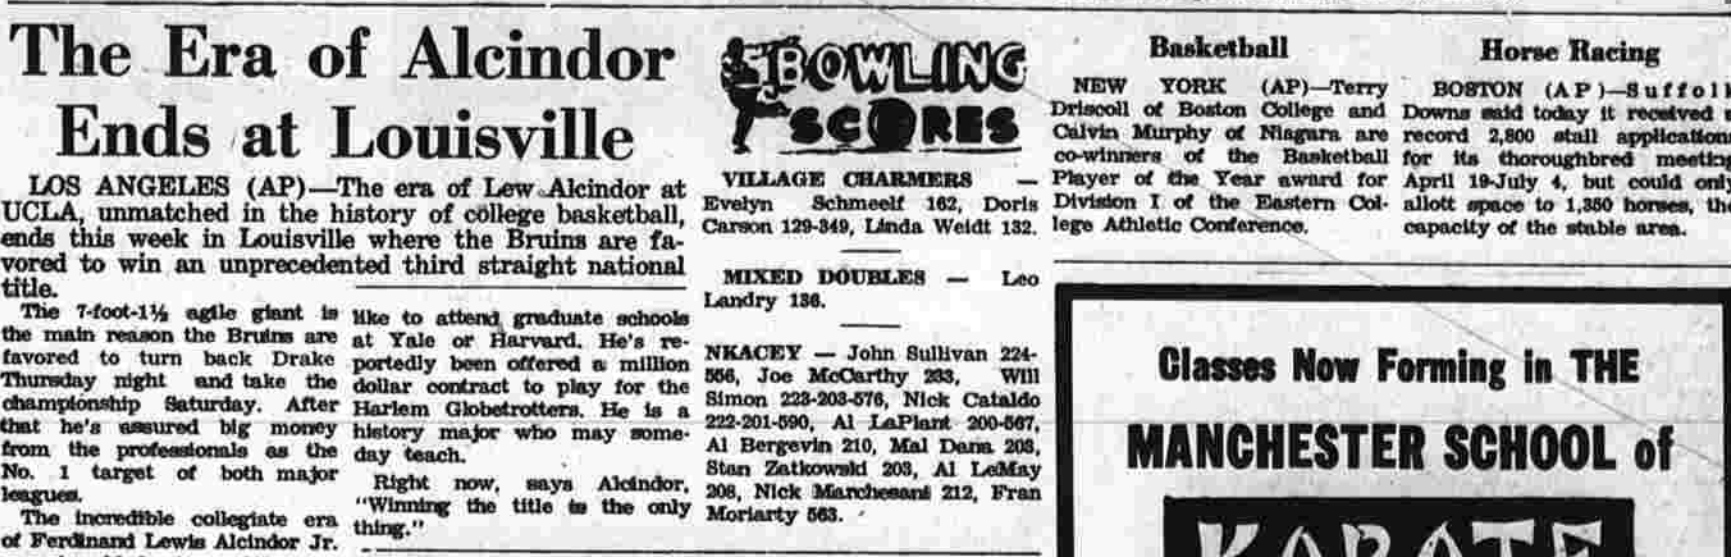 The Era of Alcindor
Ends at Louisville
LOS ANGELES (AP)—The era of Lew Alcindor at
UCLA, unmatched in the history of college basketball,
ends this week in Louisville where the Bruins are fa-
vored to win an unprecedented third straight national
title.
The 7-foot-1½ agile giant is
the main reason the Bruins are
favored to turn back Drake
Thursday night and take the
championship Saturday. After
that he's assured big money
from the professionals as the
No. 1 target of both major
leagues.
The incredible collegiate era
of Ferdinand Lewis Alcindor Jr.
like to attend graduate schools
at Yale or Harvard. He's re-
portedly been offered a million
dollar contract to play for the
Harlem Globetrotters. He is a
history major who may some-
day teach.
Right now, says Alcindor,
"Winning the title is the only
thing."
BOWLING
SCORES
VILLAGE CHARMERS —
Evelyn Schmeelf 162, Doris
Carson 129-349, Linda Weidt 132.
MIXED DOUBLES — Leo
Landry 136.
NKACEY — John Sullivan 224-
556, Joe McCarthy 233, Will
Simon 223-203-576, Nick Cataldo
222-201-590, Al LaPlant 200-567,
Al Bergevin 210, Mal Dana 203,
Stan Zatkowski 203, Al LeMay
208, Nick Marchesani 212, Fran
Moriarty 563.
Basketball
NEW YORK (AP)—Terry
Driscoll of Boston College and
Calvin Murphy of Niagara are
co-winners of the Basketball
Player of the Year award for
Division I of the Eastern Col-
lege Athletic Conference.
Horse Racing
BOSTON (AP)—Suffolk
Downs said today it received
record 2,800 stall application
for its thoroughbred meetin
April 19-July 4, but could only
allott space to 1,350 horses, the
capacity of the stable area.
Classes Now Forming in THE
MANCHESTER SCHOOL of
KARATE